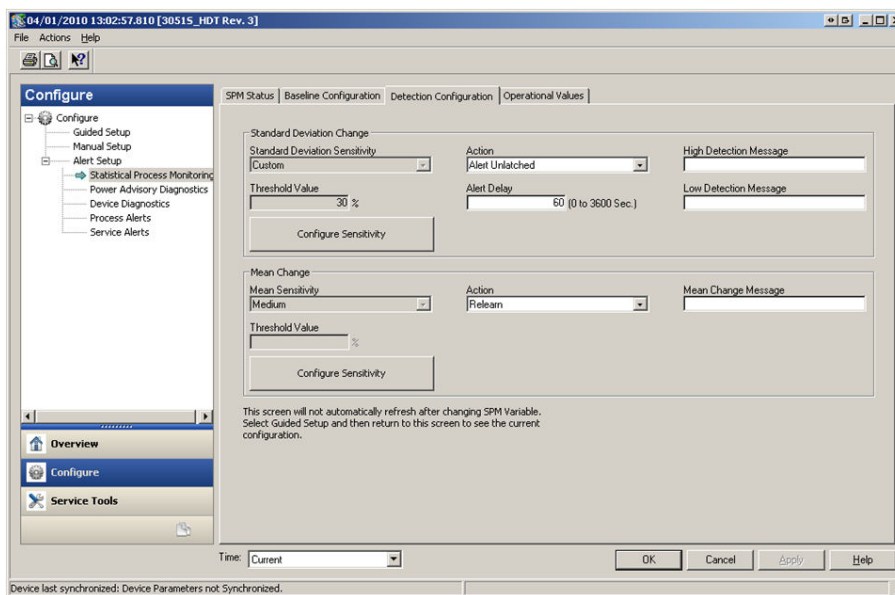 04/01/2010 13:02:57.810 [3051S_HDT Rev. 3]
File Actions Help
Configure
Configure
Guided Setup
Manual Setup
Alert Setup
Statistical Process Monitoring
Power Advisory Diagnostics
Device Diagnostics
Process Alerts
Service Alerts
Overview
Configure
Service Tools
SPM Status Baseline Configuration Detection Configuration Operational Values
Standard Deviation Change
Standard Deviation Sensitivity Action High Detection Message
Custom Alert Unlatched
Threshold Value Alert Delay Low Detection Message
30 % 60 (0 to 3600 Sec.)
Configure Sensitivity
Mean Change
Mean Sensitivity Action Mean Change Message
Medium Relearn
Threshold Value
%
Configure Sensitivity
This screen will not automatically refresh after changing SPM Variable.
Select Guided Setup and then return to this screen to see the current
configuration.
Time: Current OK Cancel Apply Help
Device last synchronized: Device Parameters not Synchronized.